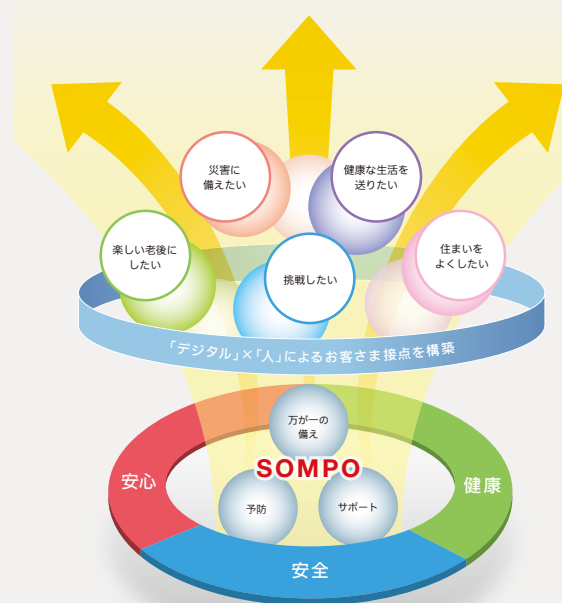 災害に
備えたい
健康な生活を
送りたい
楽しい老後に
したい
挑戦したい
住まいを
よくしたい
「デジタル」×「人」によるお客さま接点を構築
万が一の
備え
SOMPO
安心
健康
予防
サポート
安全